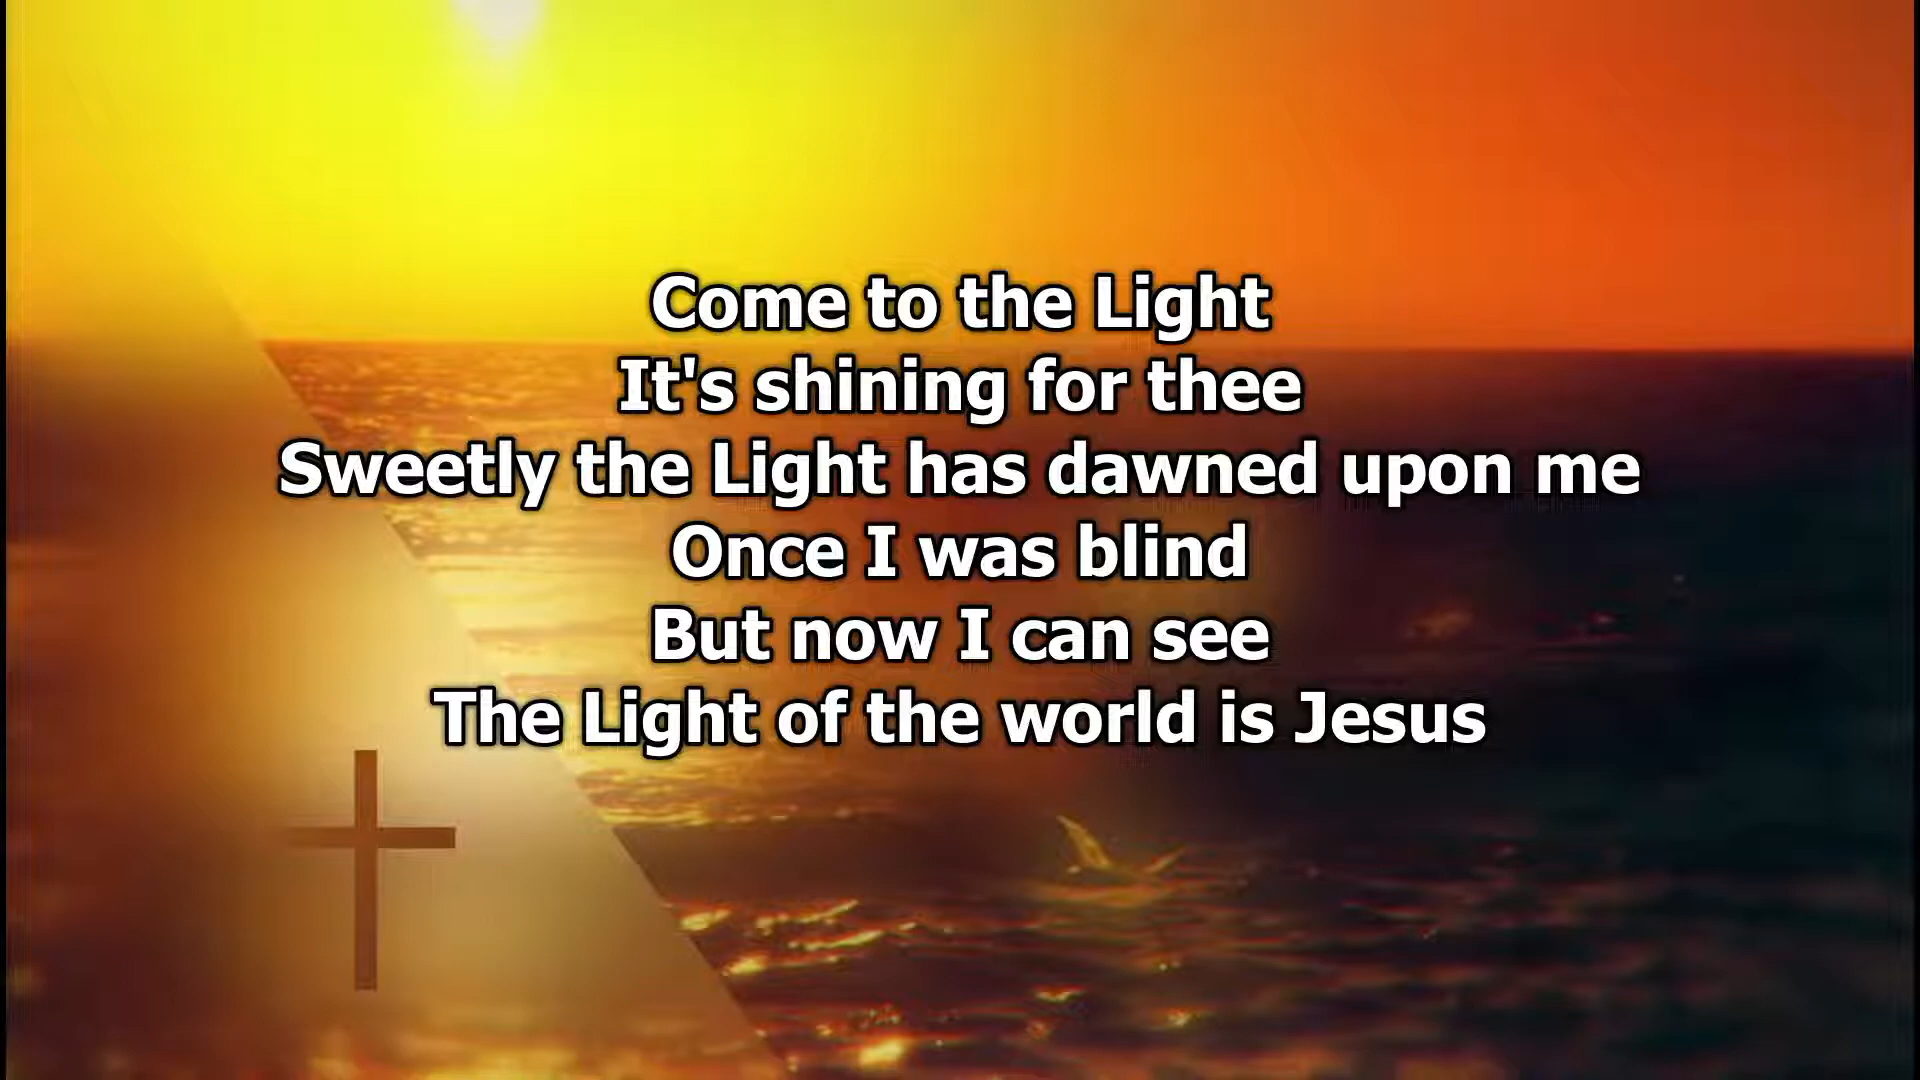 Come to the Light
It's shining for thee
Sweetly the Light has dawned upon me
Once I was blind
But now I can see
The Light of the world is Jesus